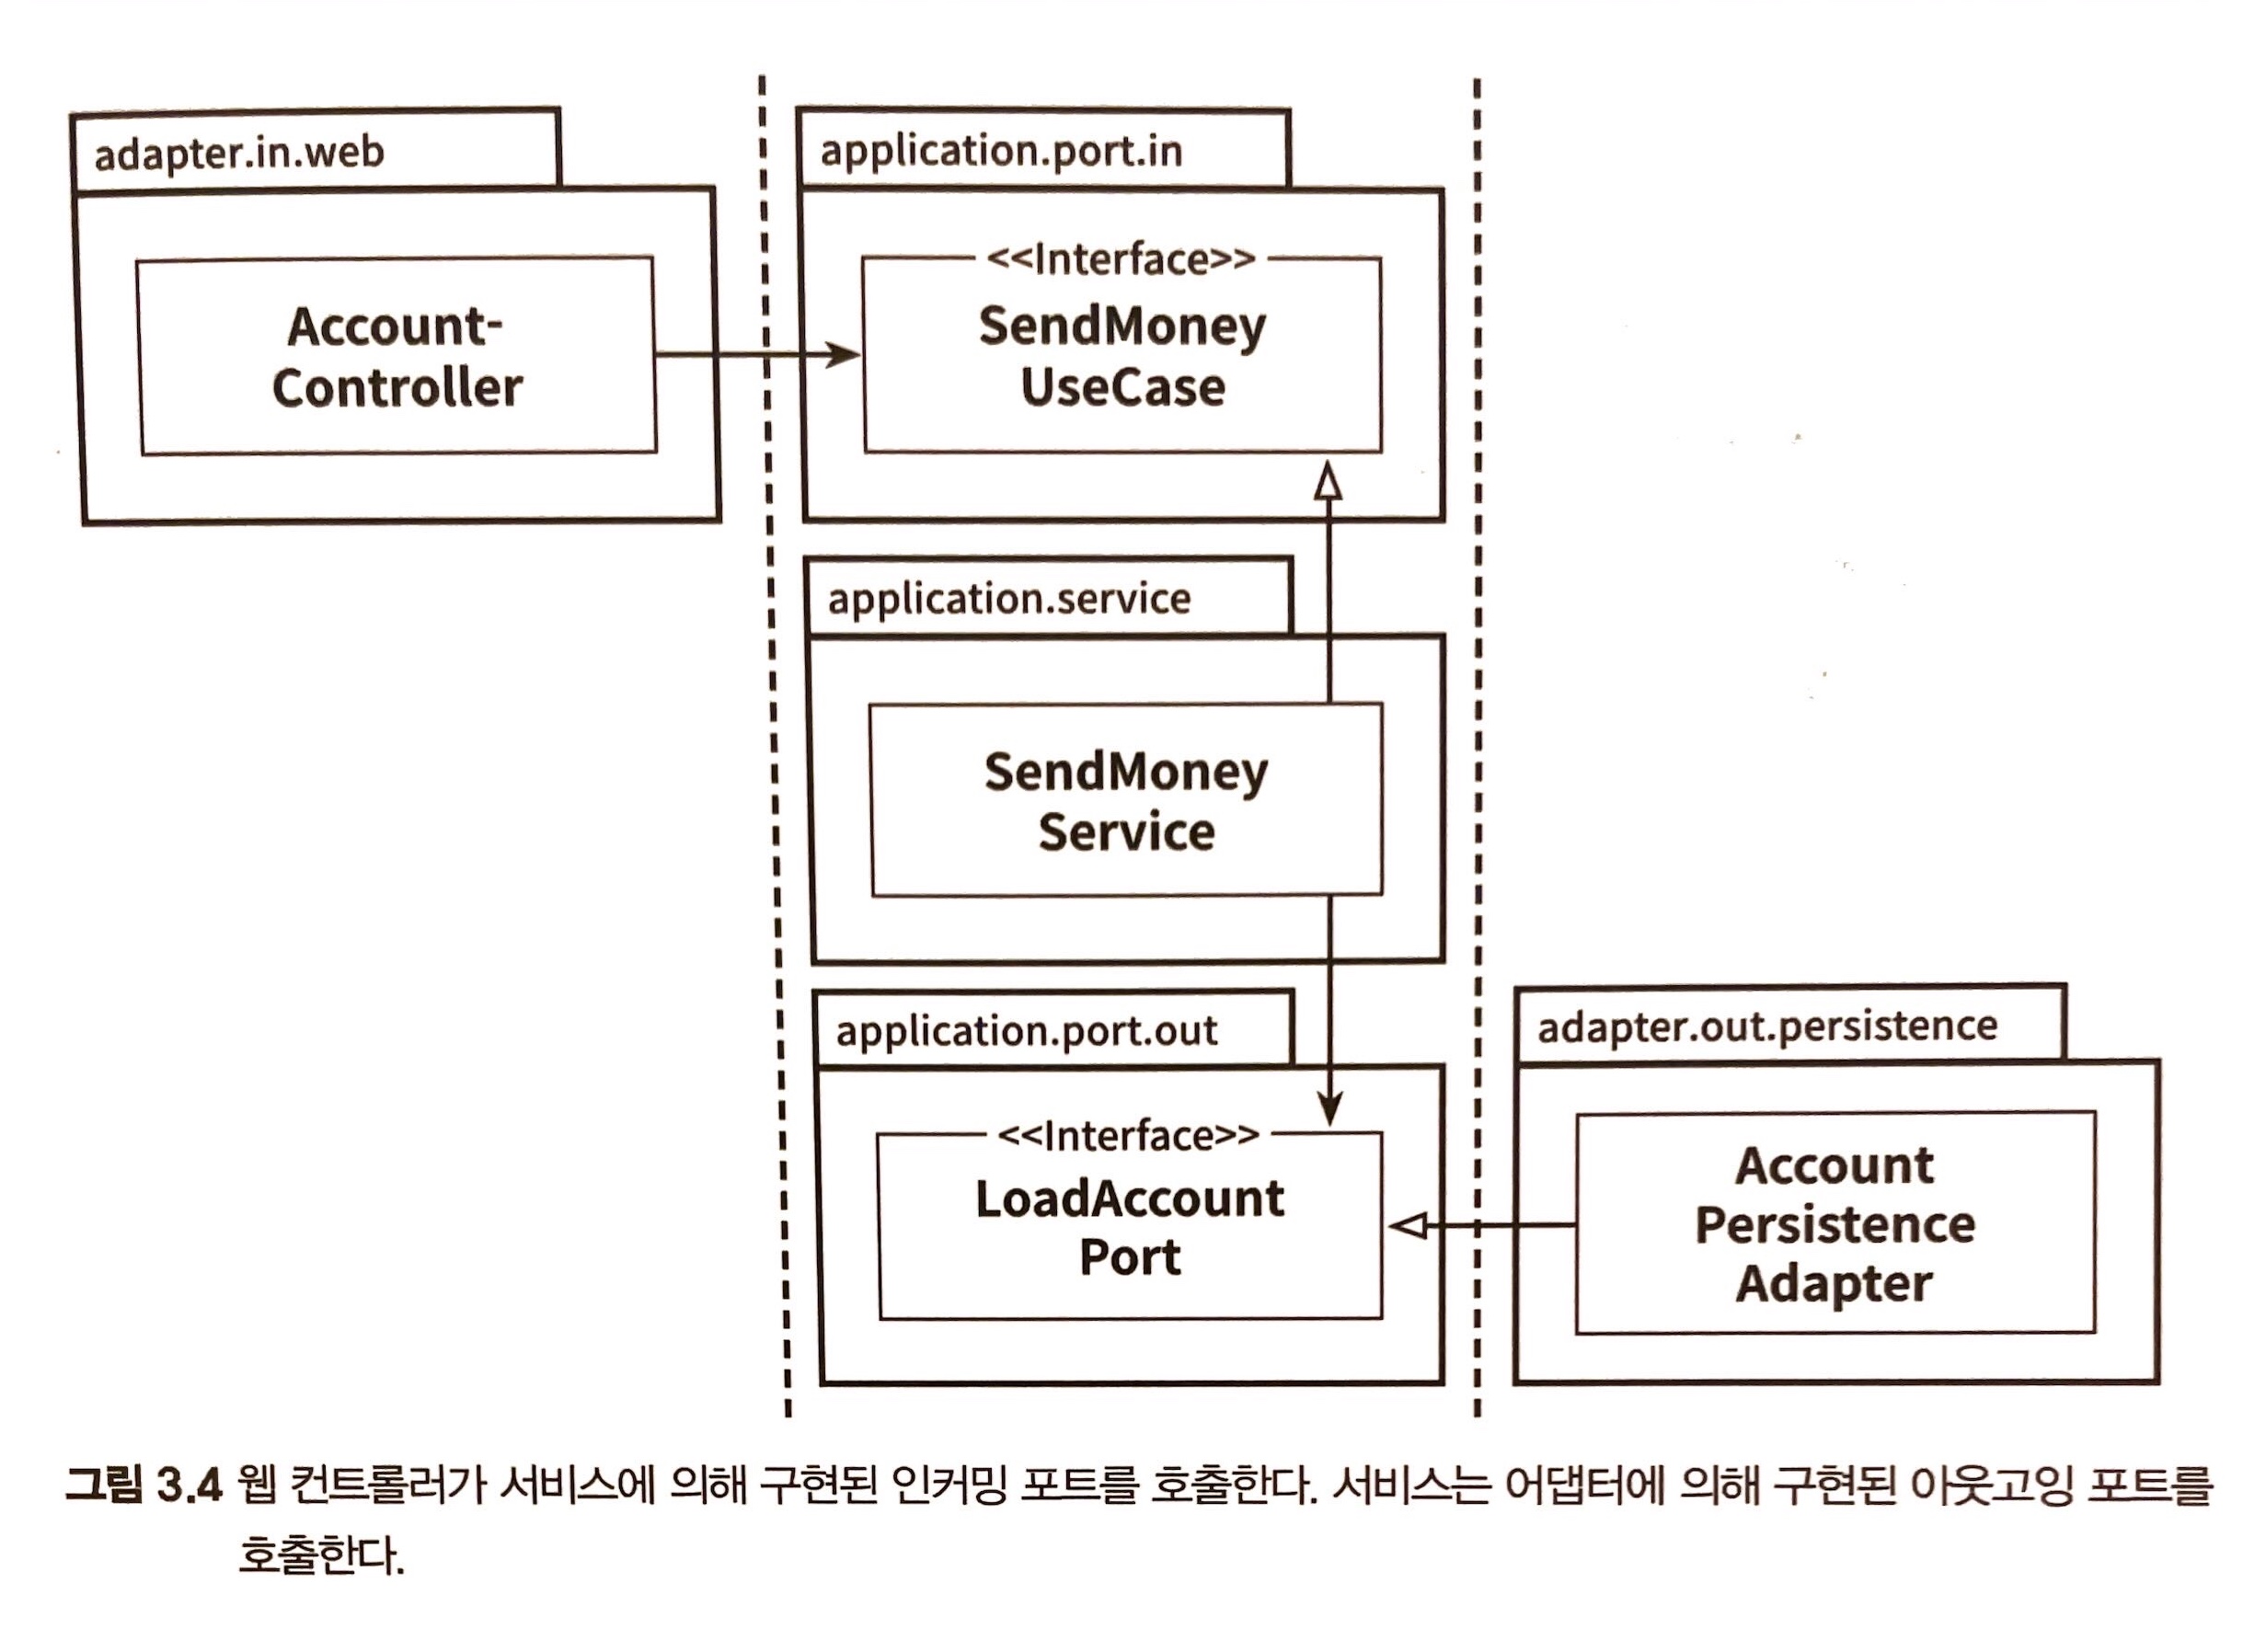 adapter.in.web
Account-
Controller
application.port.in
<<Interface>>
SendMoney
UseCase
application.service
SendMoney
Service
application.port.out
<<Interface>>
LoadAccount
Port
adapter.out.persistence
Account
Persistence
Adapter
그림 3.4 웹 컨트롤러가 서비스에 의해 구현된 인커밍 포트를 호출한다. 서비스는 어댑터에 의해 구현된 아웃고잉 포트를
호출한다.